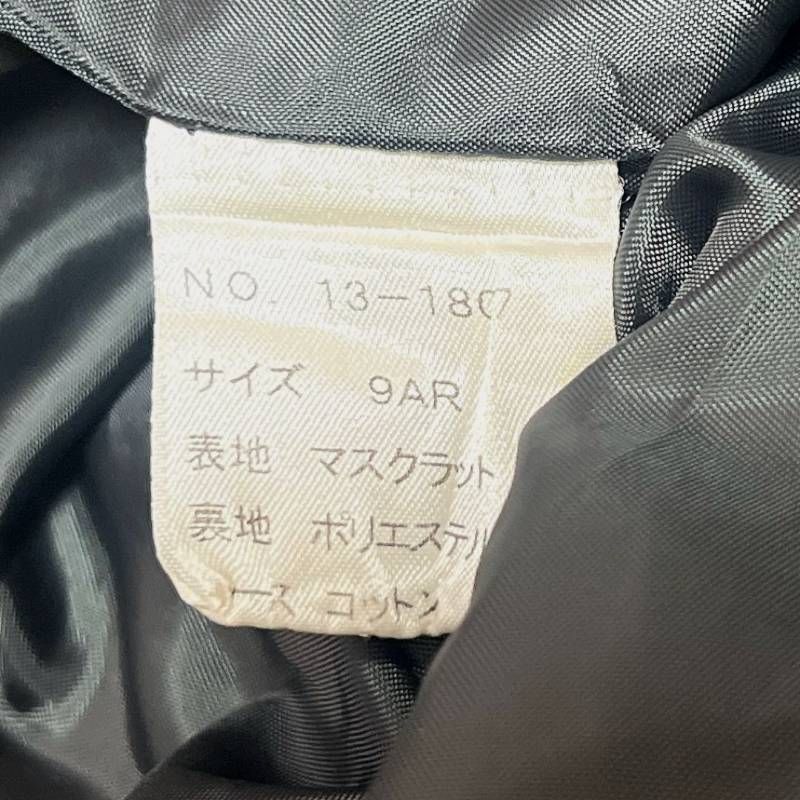 NO. 13-180
サイズ 9AR
表地 マスクラット
裏地 ポリエステル
コットン